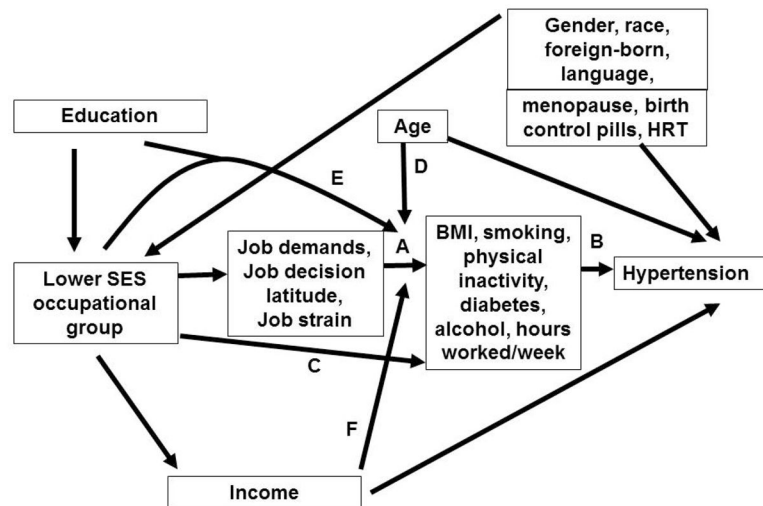 Gender, race,
foreign-born,
language,
menopause, birth
control pills, HRT
Education
Age
E
D
A
B
Job demands,
Job decision
latitude,
Job strain
BMI, smoking,
physical
inactivity,
diabetes,
alcohol, hours
worked/week
Hypertension
Lower SES
occupational
group
C
F
Income